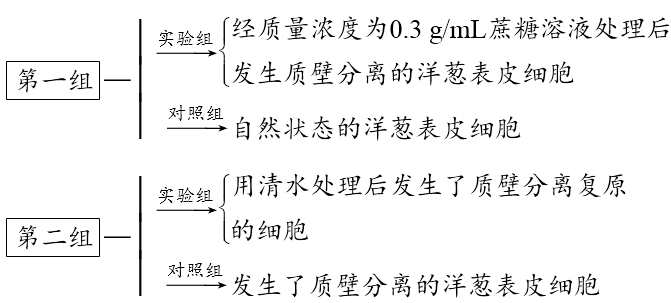 实验组
经质量浓度为0.3 g/mL蔗糖溶液处理后
第一组
发生质壁分离的洋葱表皮细胞
对照组
自然状态的洋葱表皮细胞
实验组
用清水处理后发生了质壁分离复原
第二组
的细胞
对照组
发生了质壁分离的洋葱表皮细胞